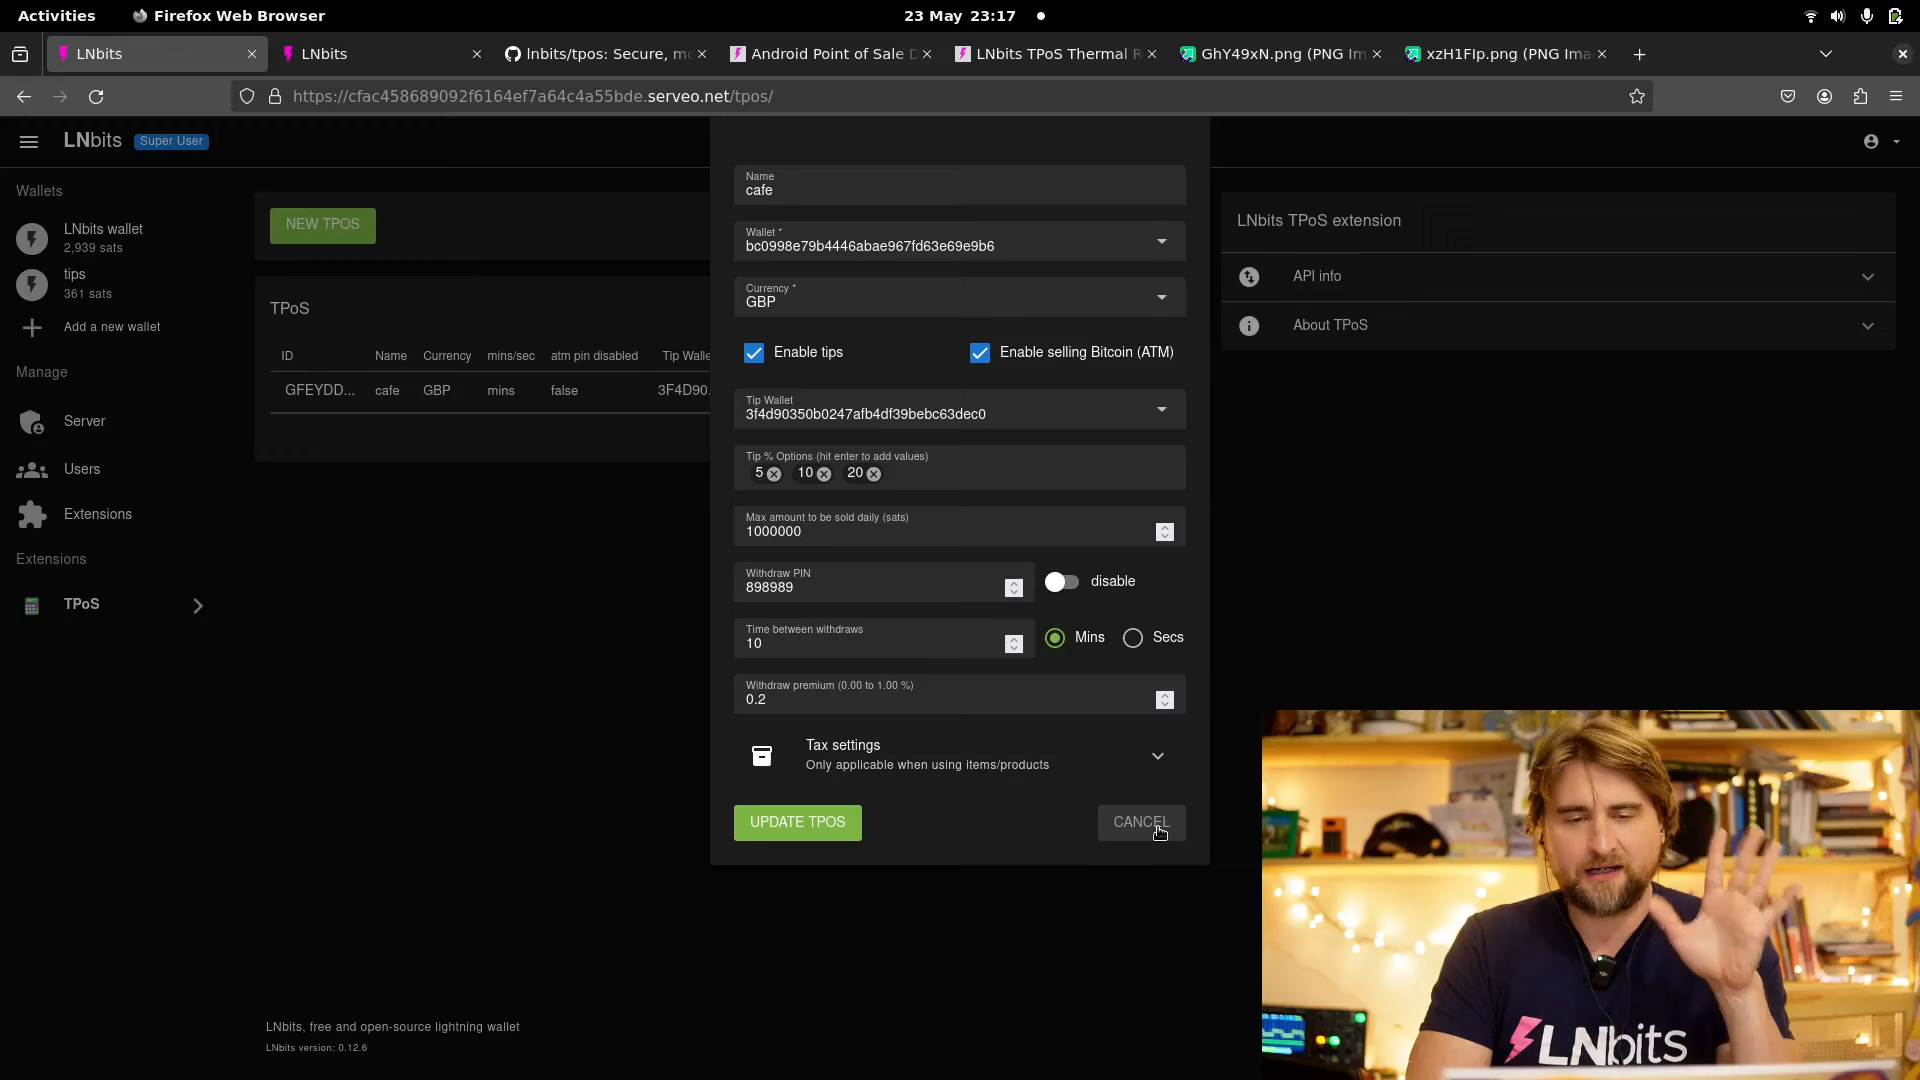 Activities
Firefox Web Browser
23 May 23:17
LNbits
LNbits
lnbits/tpos: Secure, mo
Android Point of Sale D
LNbits TPoS Thermal R
GhY49xN.png (PNG Im
xzH1FIp.png (PNG Ima
https://cfac458689092f6164ef7a64c4a55bde.serveo.net/tpos/
LNbits
Super User
Wallets
LNbits wallet
2,939 sats
tips
361 sats
Add a new wallet
Manage
Server
Users
Extensions
Extensions
TPoS
NEW TPOS
TPoS
ID Name Currency mins/sec atm pin disabled Tip Walle
GFEYDD... cafe GBP mins false 3F4D90.
Name
cafe
Wallet *
bc0998e79b4446abae967fd63e69e9b6
Currency *
GBP
Enable tips
Enable selling Bitcoin (ATM)
Tip Wallet
3f4d90350b0247afb4df39bebc63dec0
Tip % Options (hit enter to add values)
5 10 20
Max amount to be sold daily (sats)
1000000
Withdraw PIN
898989
disable
Time between withdraws
10
Mins
Secs
Withdraw premium (0.00 to 1.00 %)
0.2
Tax settings
Only applicable when using items/products
UPDATE TPOS
CANCEL
LNbits TPoS extension
API info
About TPoS
LNbits, free and open-source lightning wallet
LNbits version: 0.12.6
LNbits